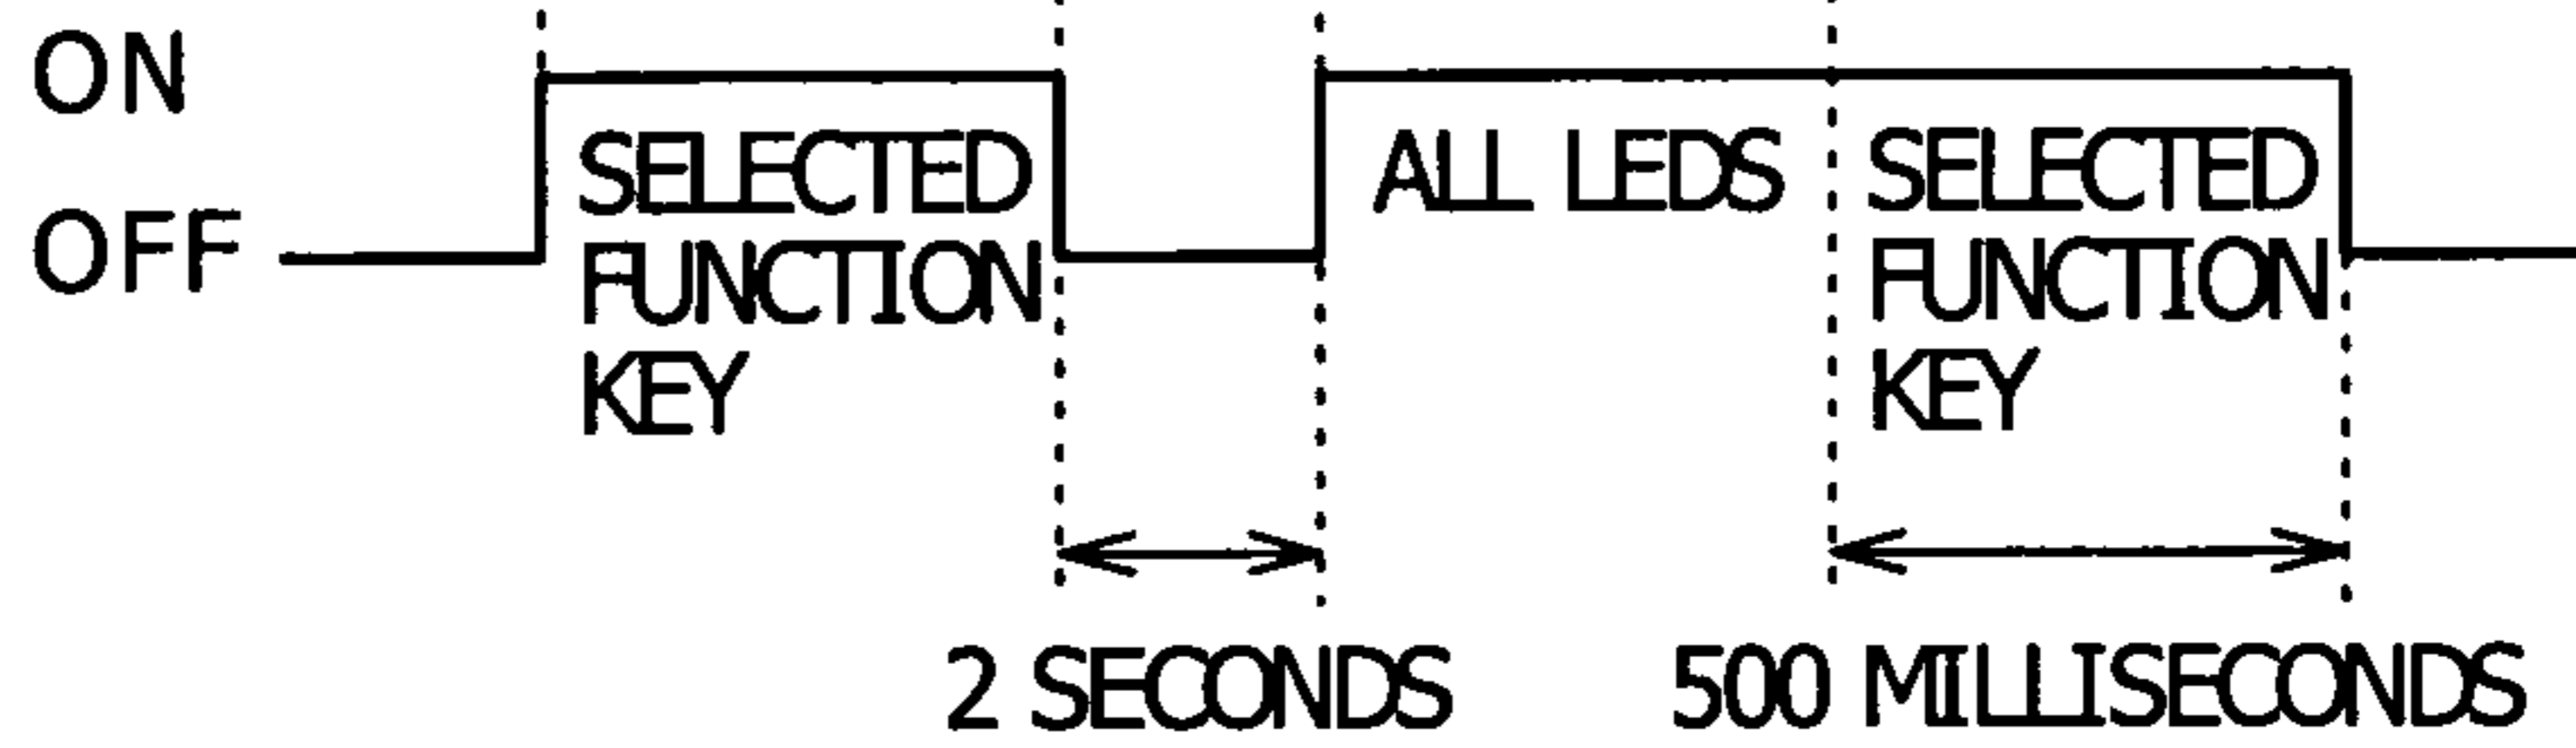 ON
OFF
SELECTED
FUNCTION
KEY
ALL LEDS
SELECTED
FUNCTION
KEY
2 SECONDS
500 MILLISECONDS